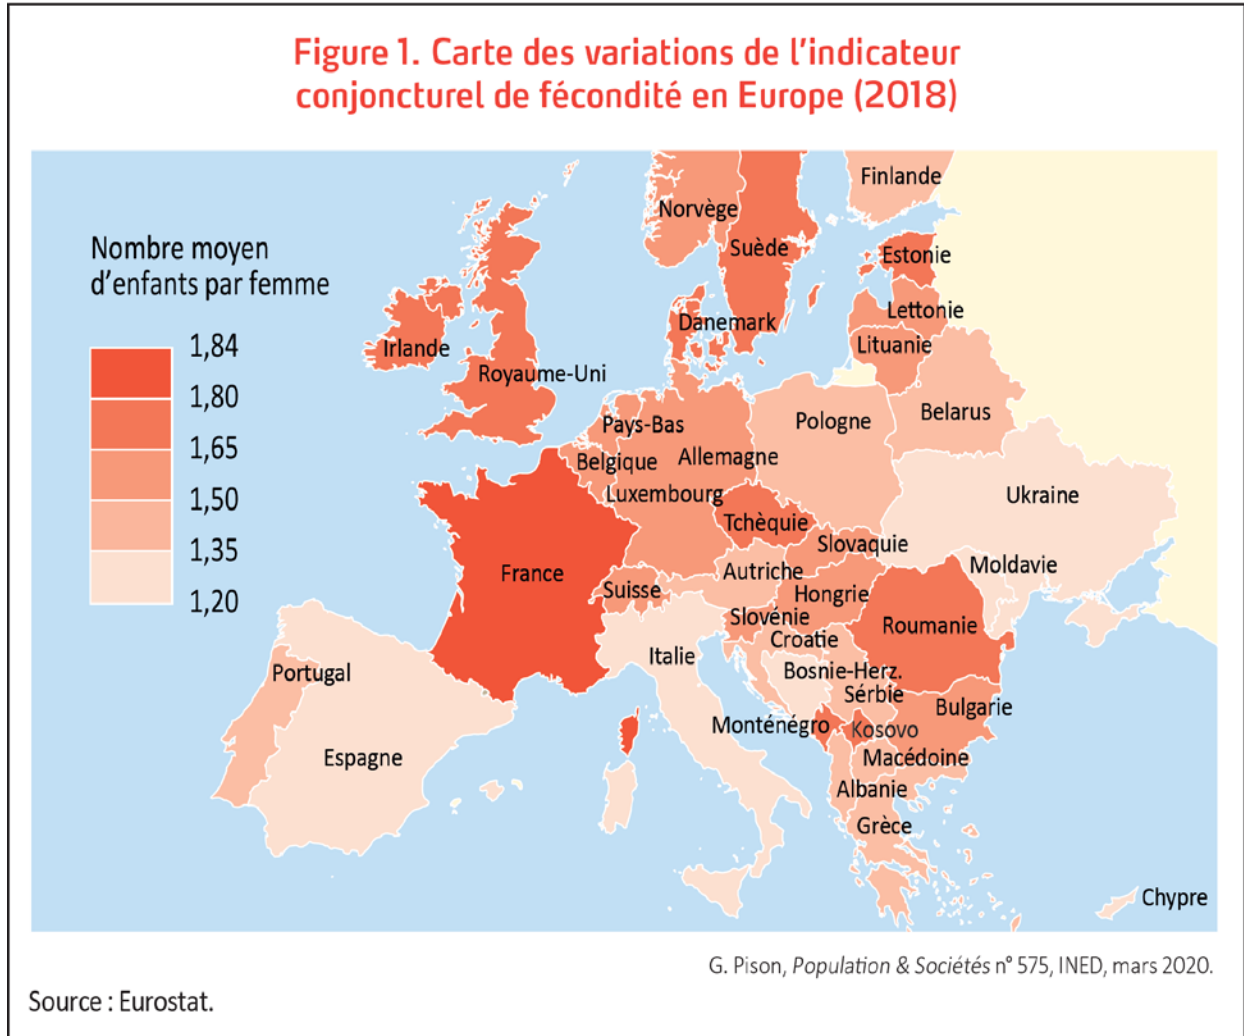 Figure 1. Carte des variations de l'indicateur
conjoncturel de fécondité en Europe (2018)
Nombre moyen
d'enfants par femme
1,84
1,80
1,65
1,50
1,35
1,20
Finlande
Norvège
Suède
Estonie
Lettonie
Danemark
Lituanie
Irlande
Royaume-Uni
Belarus
Pologne
Pays-Bas
Allemagne
Belgique
Luxembourg
Ukraine
Tchèquie
Slovaquie
Moldavie
France
Autriche
Suisse
Hongrie
Slovénie
Roumanie
Croatie
Italie
Bosnie-Herz.
Portugal
Sérbie
Bulgarie
Monténégro
Kosovo
Espagne
Macédoine
Albanie
Grèce
Chypre
G. Pison, Population & Sociétés n° 575, INED, mars 2020.
Source : Eurostat.